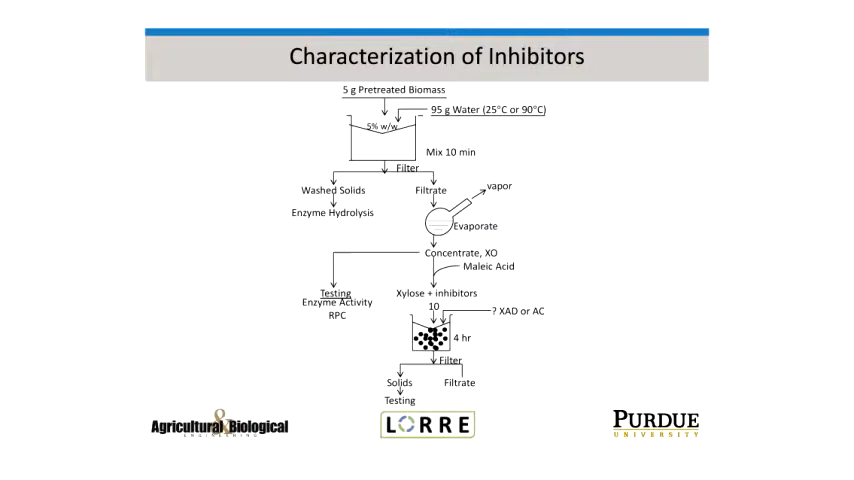 Characterization of Inhibitors
5 g Pretreated Biomass
95 g Water (25°C or 90°C)
5% w/w
Mix 10 min
Filter
Washed Solids
Filtrate
vapor
Enzyme Hydrolysis
Evaporate
Concentrate, XO
Maleic Acid
Testing
Enzyme Activity
RPC
Xylose + inhibitors
10
? XAD or AC
4 hr
Filter
Solids
Filtrate
Testing
Agricultural & Biological
ENGINEERING
LORRE
PURDUE
UNIVERSITY